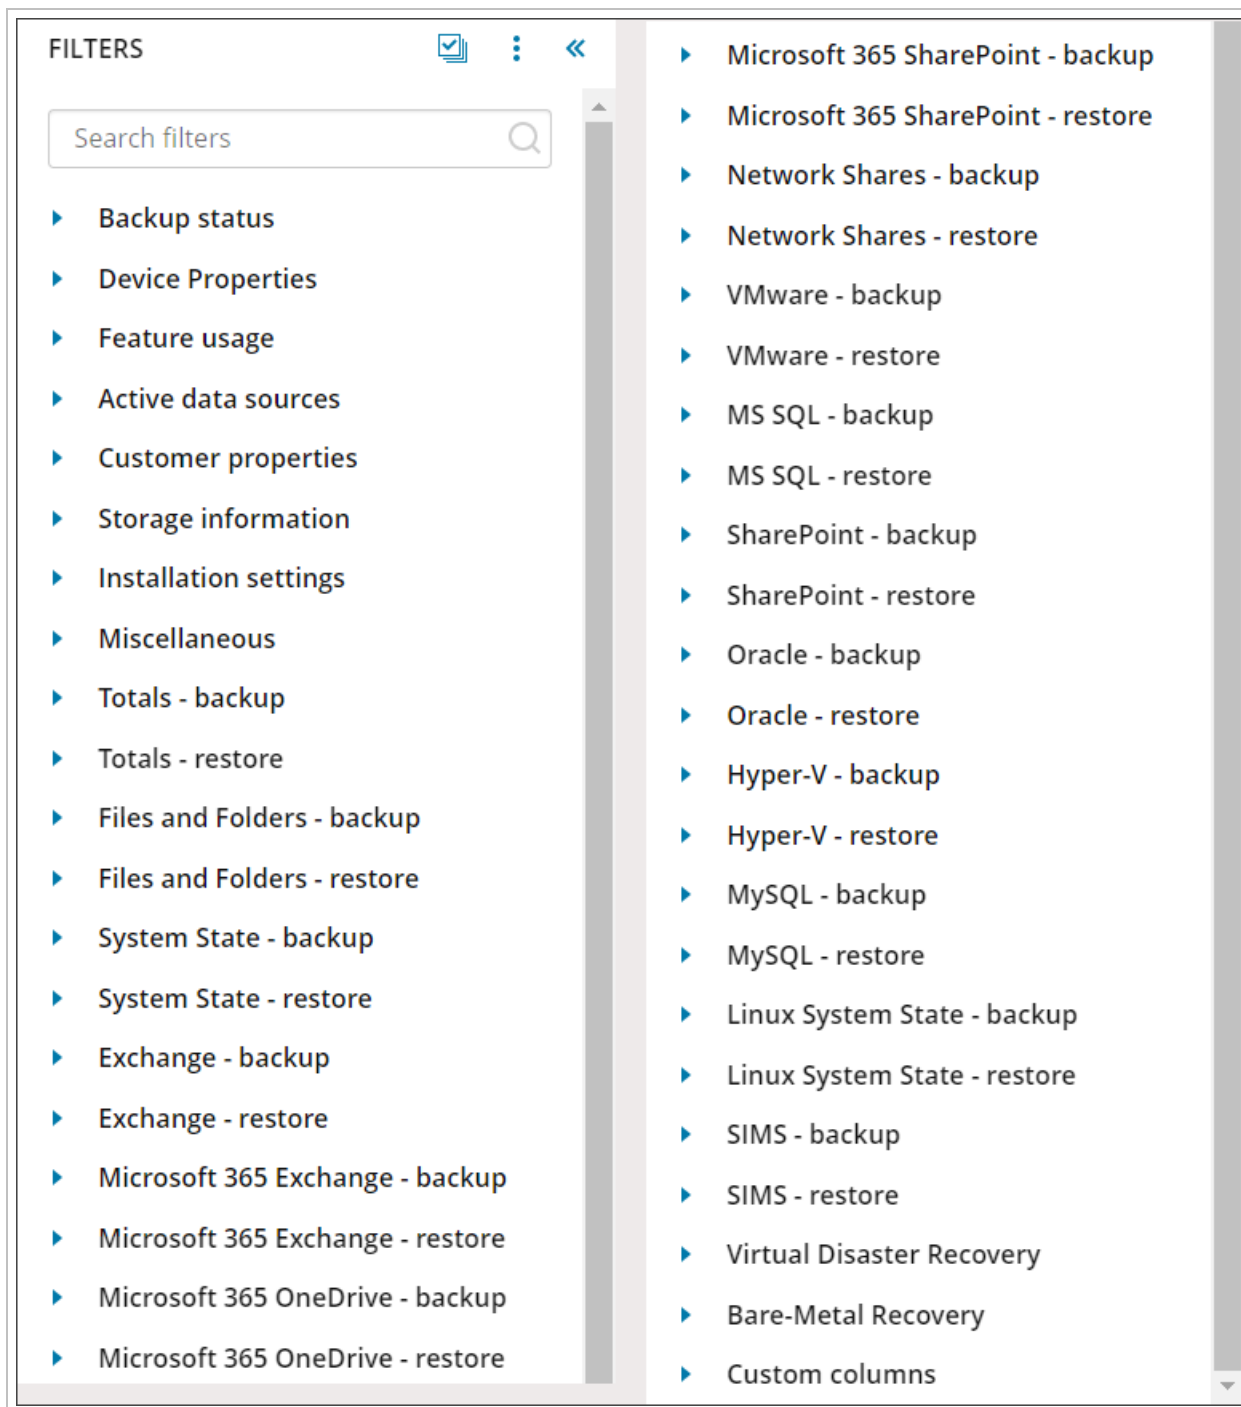 FILTERS
Search filters
Backup status
Device Properties
Feature usage
Active data sources
Customer properties
Storage information
Installation settings
Miscellaneous
Totals - backup
Totals - restore
Files and Folders - backup
Files and Folders - restore
System State - backup
System State - restore
Exchange - backup
Exchange - restore
Microsoft 365 Exchange - backup
Microsoft 365 Exchange - restore
Microsoft 365 OneDrive - backup
Microsoft 365 OneDrive - restore
Microsoft 365 SharePoint - backup
Microsoft 365 SharePoint - restore
Network Shares - backup
Network Shares - restore
VMware - backup
VMware - restore
MS SQL - backup
MS SQL - restore
SharePoint - backup
SharePoint - restore
Oracle - backup
Oracle - restore
Hyper-V - backup
Hyper-V - restore
MySQL - backup
MySQL - restore
Linux System State - backup
Linux System State - restore
SIMS - backup
SIMS - restore
Virtual Disaster Recovery
Bare-Metal Recovery
Custom columns